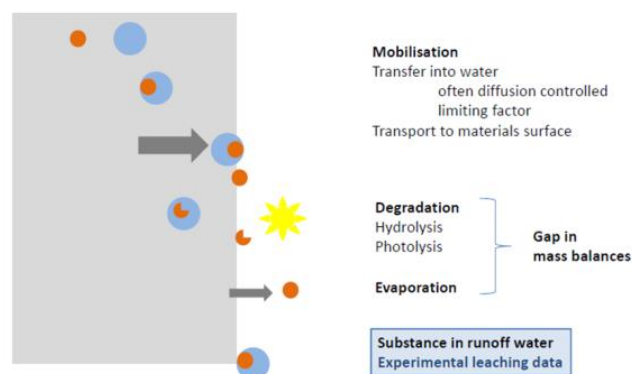 Mobilisation
Transfer into water
often diffusion controlled
limiting factor
Transport to materials surface
Degradation
Hydrolysis
Photolysis
Evaporation
Gap in
mass balances
Substance in runoff water
Experimental leaching data